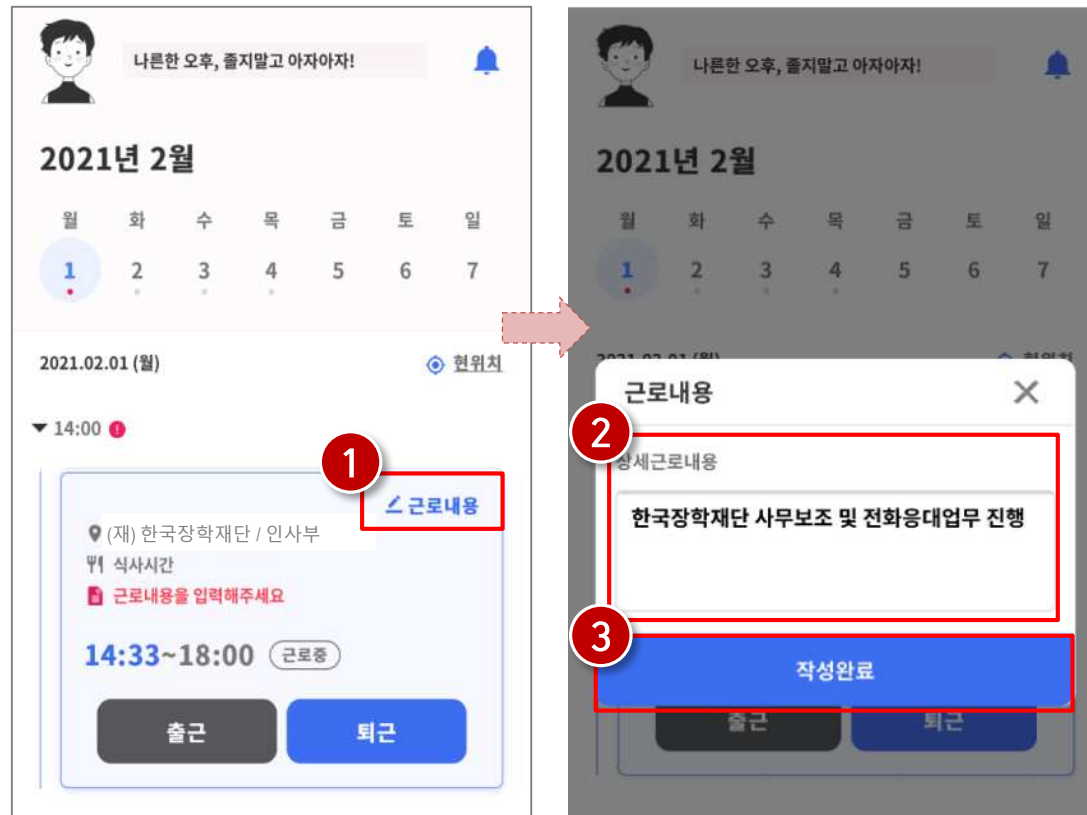 나른한 오후, 졸지말고 아자아자!
2021년 2월
월 화 수 목 금 토 일
1 2 3 4 5 6 7
2021.02.01 (월)
현위치
14:00
1
근로내용
(재) 한국장학재단 / 인사부
식사시간
근로내용을 입력해주세요
14:33~18:00 근로중
출근 퇴근
나른한 오후, 졸지말고 아자아자!
2021년 2월
월 화 수 목 금 토 일
1 2 3 4 5 6 7
2021.02.01 (월)
현위치
근로내용
2
상세근로내용
한국장학재단 사무보조 및 전화응대업무 진행
3
작성완료
출근 퇴근